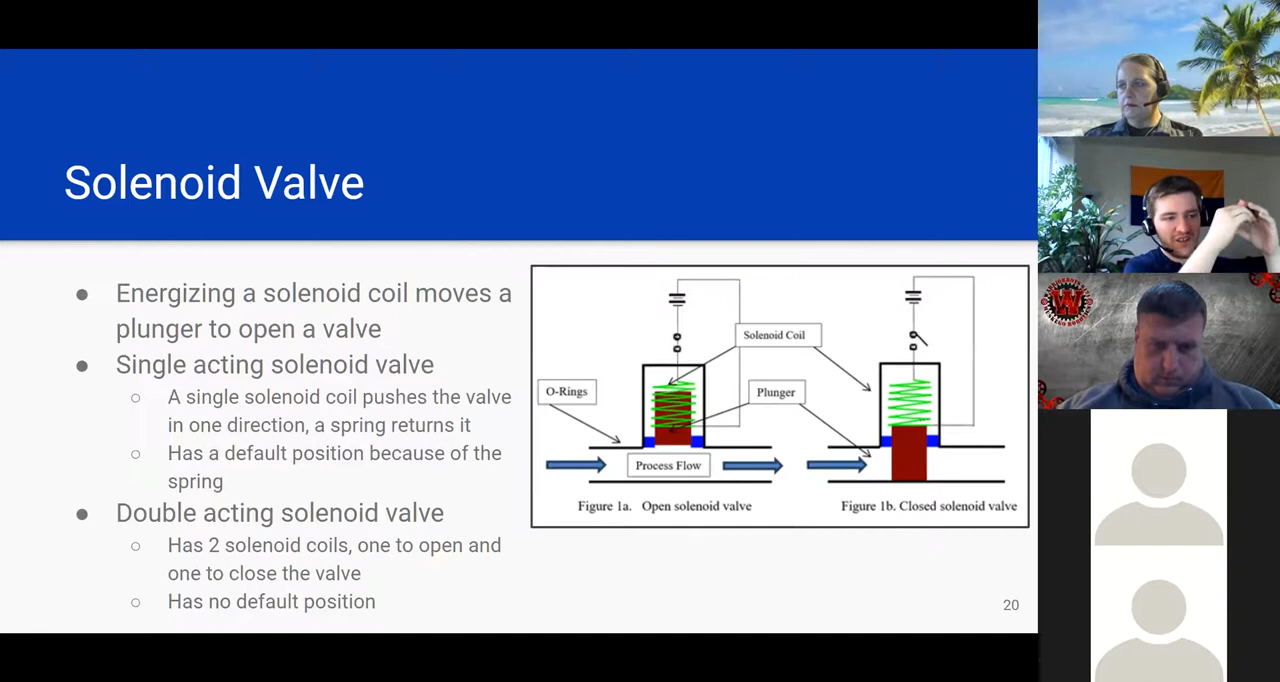 Solenoid Valve
● Energizing a solenoid coil moves a
plunger to open a valve
● Single acting solenoid valve
○ A single solenoid coil pushes the valve
in one direction, a spring returns it
○ Has a default position because of the
spring
● Double acting solenoid valve
○ Has 2 solenoid coils, one to open and
one to close the valve
○ Has no default position
Solenoid Coil
O-Rings
Plunger
Process Flow
Figure 1a. Open solenoid valve
Figure 1b. Closed solenoid valve
20
W